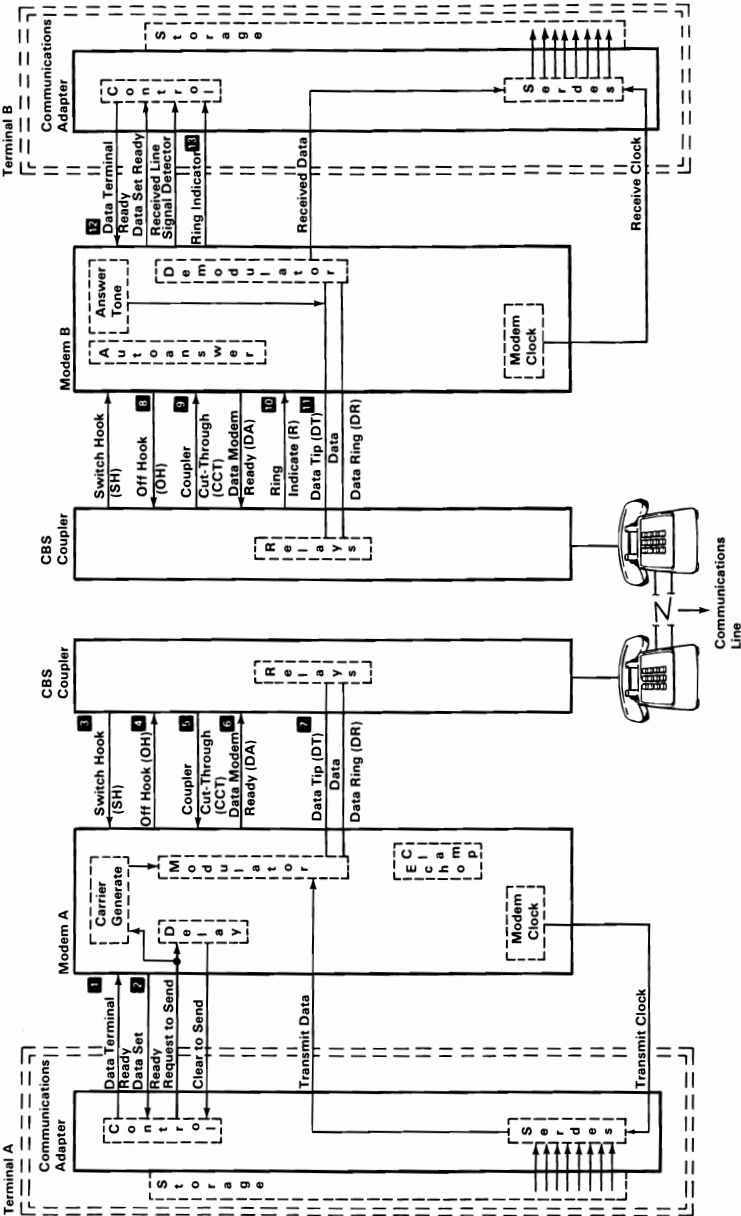 Terminal A
Communications
Adapter
Storage
Control
Serdes
Data Terminal
Ready
1
Data Set
Ready
2
Request to Send
Clear to Send
Transmit Data
Transmit Clock
Modem A
Carrier
Generate
Delay
Modulator
Echo
Clamp
Modem
Clock
Switch Hook
(SH)
3
Off Hook (OH)
4
Coupler
Cut-Through
(CCT)
5
Data Modem
Ready (DA)
6
7
Data Tip (DT)
Data
Data Ring (DR)
CBS
Coupler
Relays
Communications
Line
CBS
Coupler
Relays
Switch Hook
(SH)
Off Hook
(OH)
8
Coupler
Cut-Through
(CCT)
9
Data Modem
Ready (DA)
Ring
Indicate (R)
10
11
Data Tip (DT)
Data
Data Ring (DR)
Modem B
Autoanswer
Answer
Tone
Demodulator
Modem
Clock
12
Data Terminal
Ready
Data Set Ready
Received Line
Signal Detector
Ring Indicator
13
Received Data
Receive Clock
Terminal B
Communications
Adapter
Control
Serdes
Storage